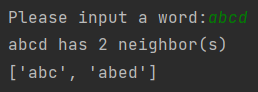 Please input a word:abcd
abcd has 2 neighbor(s)
['abc', 'abed']